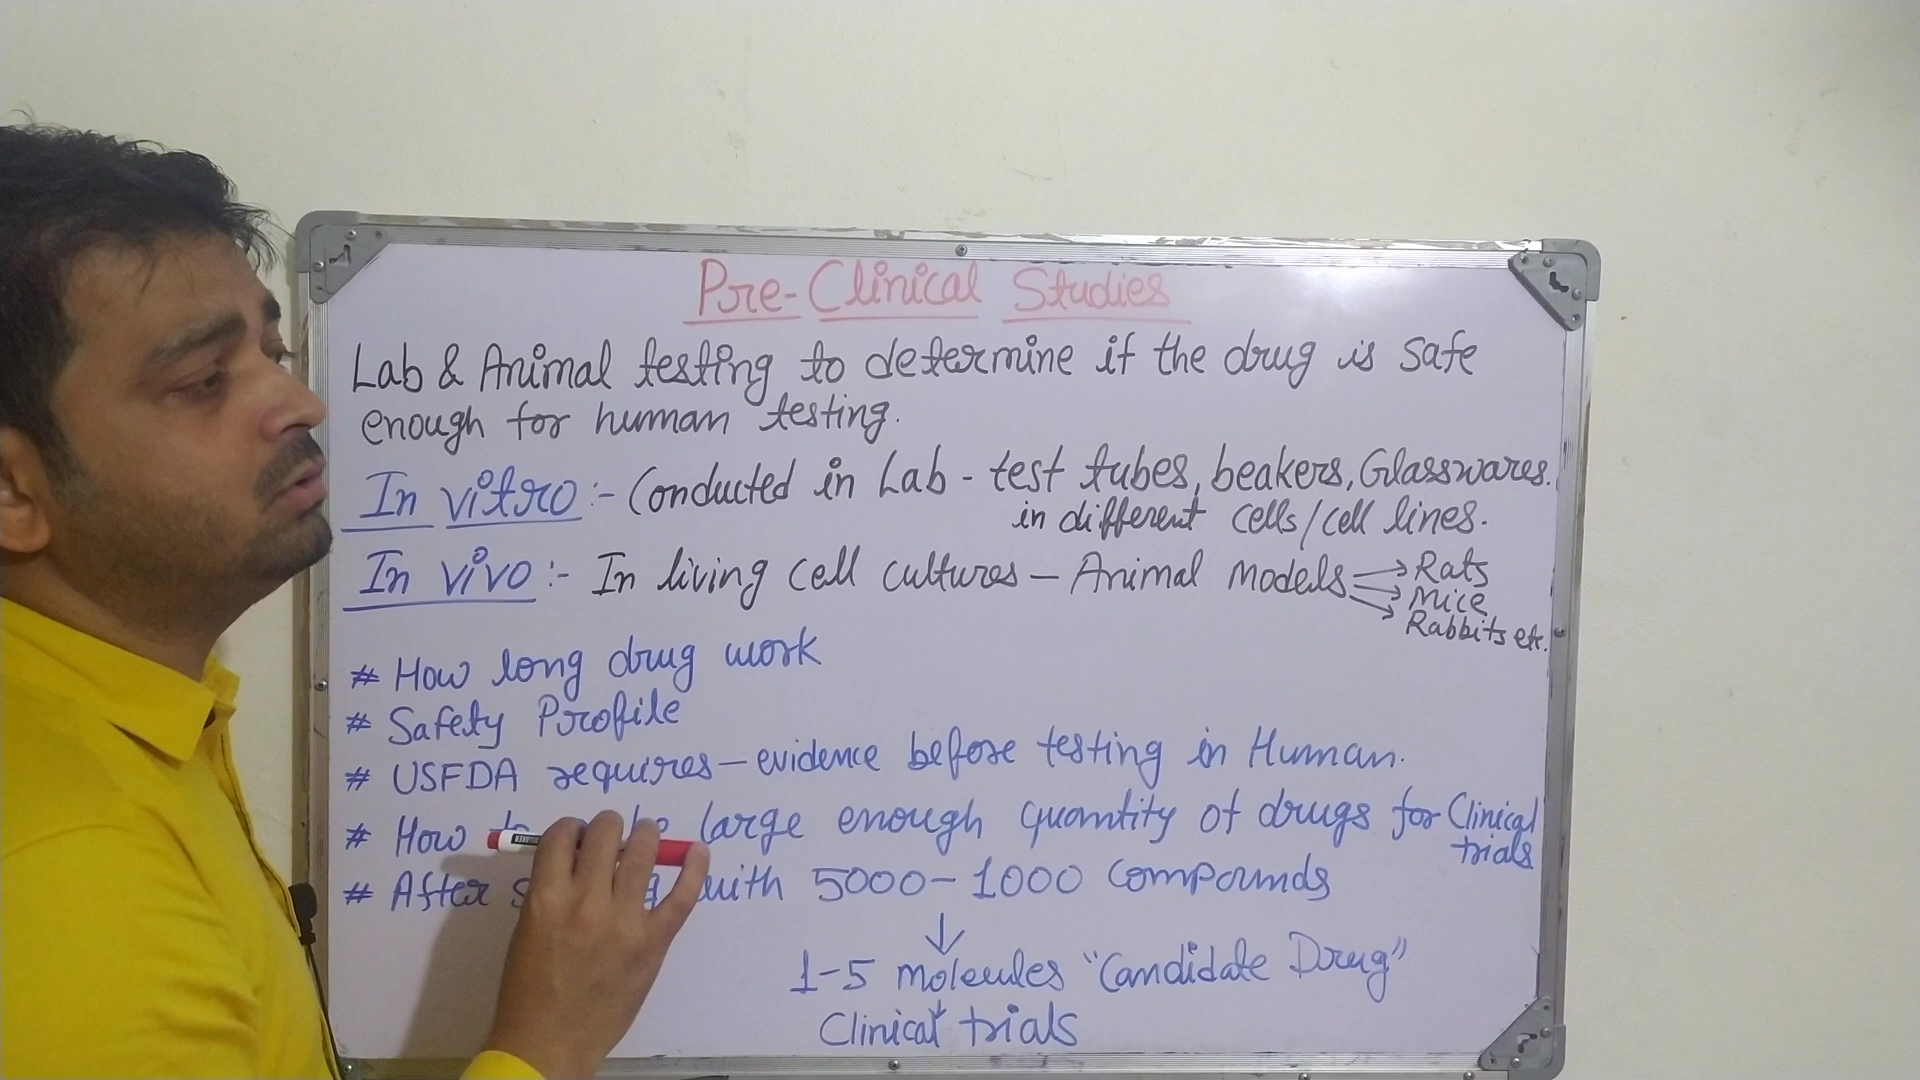 Pre-Clinical Studies
Lab & Animal testing to determine if the drug is safe
enough for human testing.
In vitro :- Conducted in Lab - test tubes, beakers, Glasswares.
in different cells/cell lines.
In vivo :- In living cell cultures - Animal models → Rats
→ Mice
→ Rabbits etc.
# How long drug work
# Safety Profile
# USFDA requires - evidence before testing in Human.
# How large enough quantity of drugs for Clinical
trials
# After with 5000-1000 compounds
↓
1-5 molecules "Candidate Drug"
Clinical trials